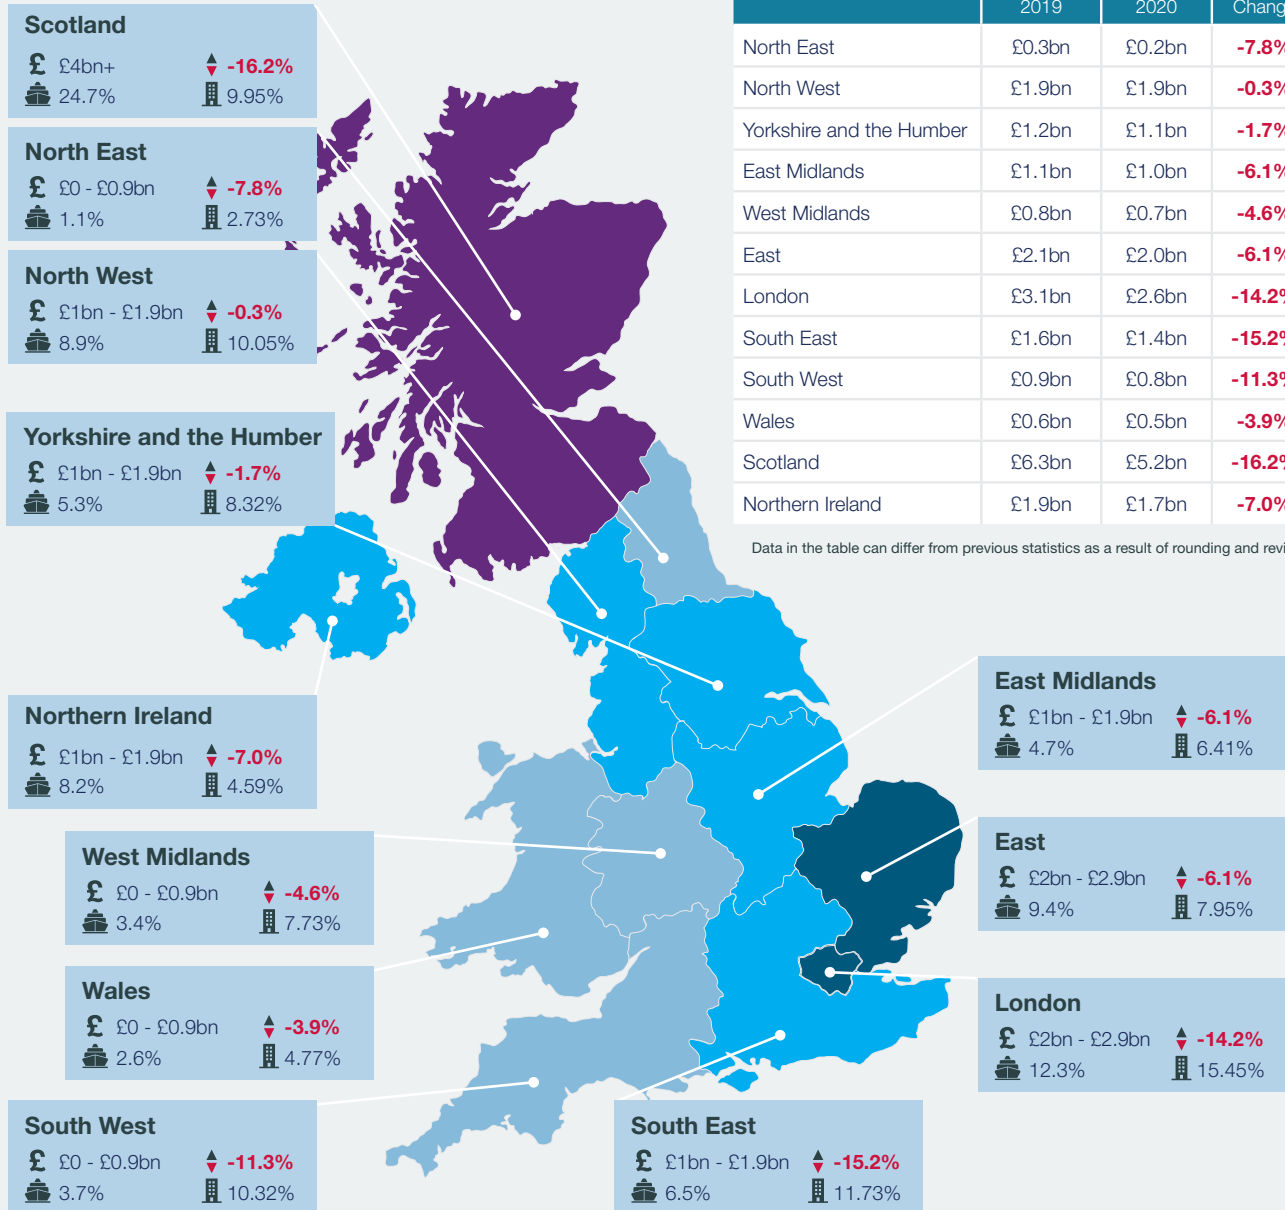 Scotland
£ £4bn+ -16.2%
24.7% 9.95%
North East
£ £0 - £0.9bn -7.8%
1.1% 2.73%
North West
£ £1bn - £1.9bn -0.3%
8.9% 10.05%
Yorkshire and the Humber
£ £1bn - £1.9bn -1.7%
5.3% 8.32%
Northern Ireland
£ £1bn - £1.9bn -7.0%
8.2% 4.59%
West Midlands
£ £0 - £0.9bn -4.6%
3.4% 7.73%
Wales
£ £0 - £0.9bn -3.9%
2.6% 4.77%
South West
£ £0 - £0.9bn -11.3%
3.7% 10.32%
South East
£ £1bn - £1.9bn -15.2%
6.5% 11.73%
2019 2020 Chang
North East £0.3bn £0.2bn -7.8%
North West £1.9bn £1.9bn -0.3%
Yorkshire and the Humber £1.2bn £1.1bn -1.7%
East Midlands £1.1bn £1.0bn -6.1%
West Midlands £0.8bn £0.7bn -4.6%
East £2.1bn £2.0bn -6.1%
London £3.1bn £2.6bn -14.2%
South East £1.6bn £1.4bn -15.2%
South West £0.9bn £0.8bn -11.3%
Wales £0.6bn £0.5bn -3.9%
Scotland £6.3bn £5.2bn -16.2%
Northern Ireland £1.9bn £1.7bn -7.0%
Data in the table can differ from previous statistics as a result of rounding and revi
East Midlands
£ £1bn - £1.9bn -6.1%
4.7% 6.41%
East
£ £2bn - £2.9bn -6.1%
9.4% 7.95%
London
£ £2bn - £2.9bn -14.2%
12.3% 15.45%